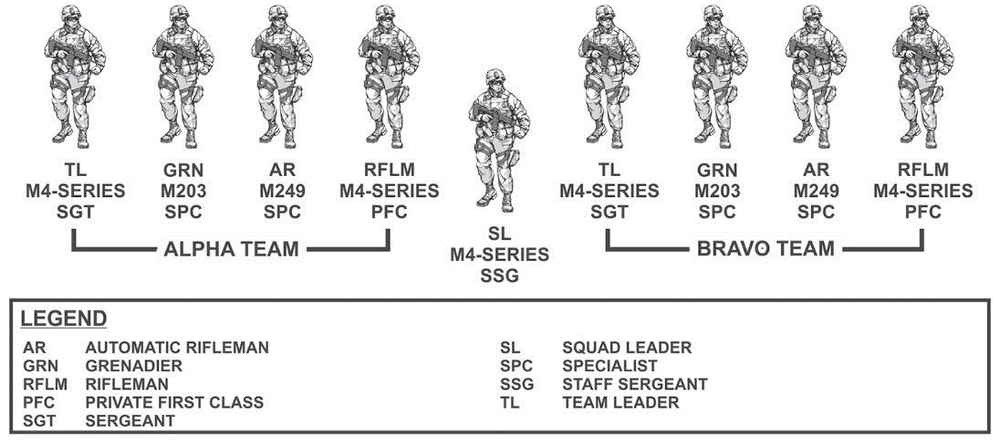 TL GRN AR RFLM
M4-SERIES M203 M249 M4-SERIES
SGT SPC SPC PFC
ALPHA TEAM
SL
M4-SERIES
SSG
TL GRN AR RFLM
M4-SERIES M203 M249 M4-SERIES
SGT SPC SPC PFC
BRAVO TEAM
LEGEND
AR AUTOMATIC RIFLEMAN
GRN GRENADIER
RFLM RIFLEMAN
PFC PRIVATE FIRST CLASS
SGT SERGEANT
SL SQUAD LEADER
SPC SPECIALIST
SSG STAFF SERGEANT
TL TEAM LEADER